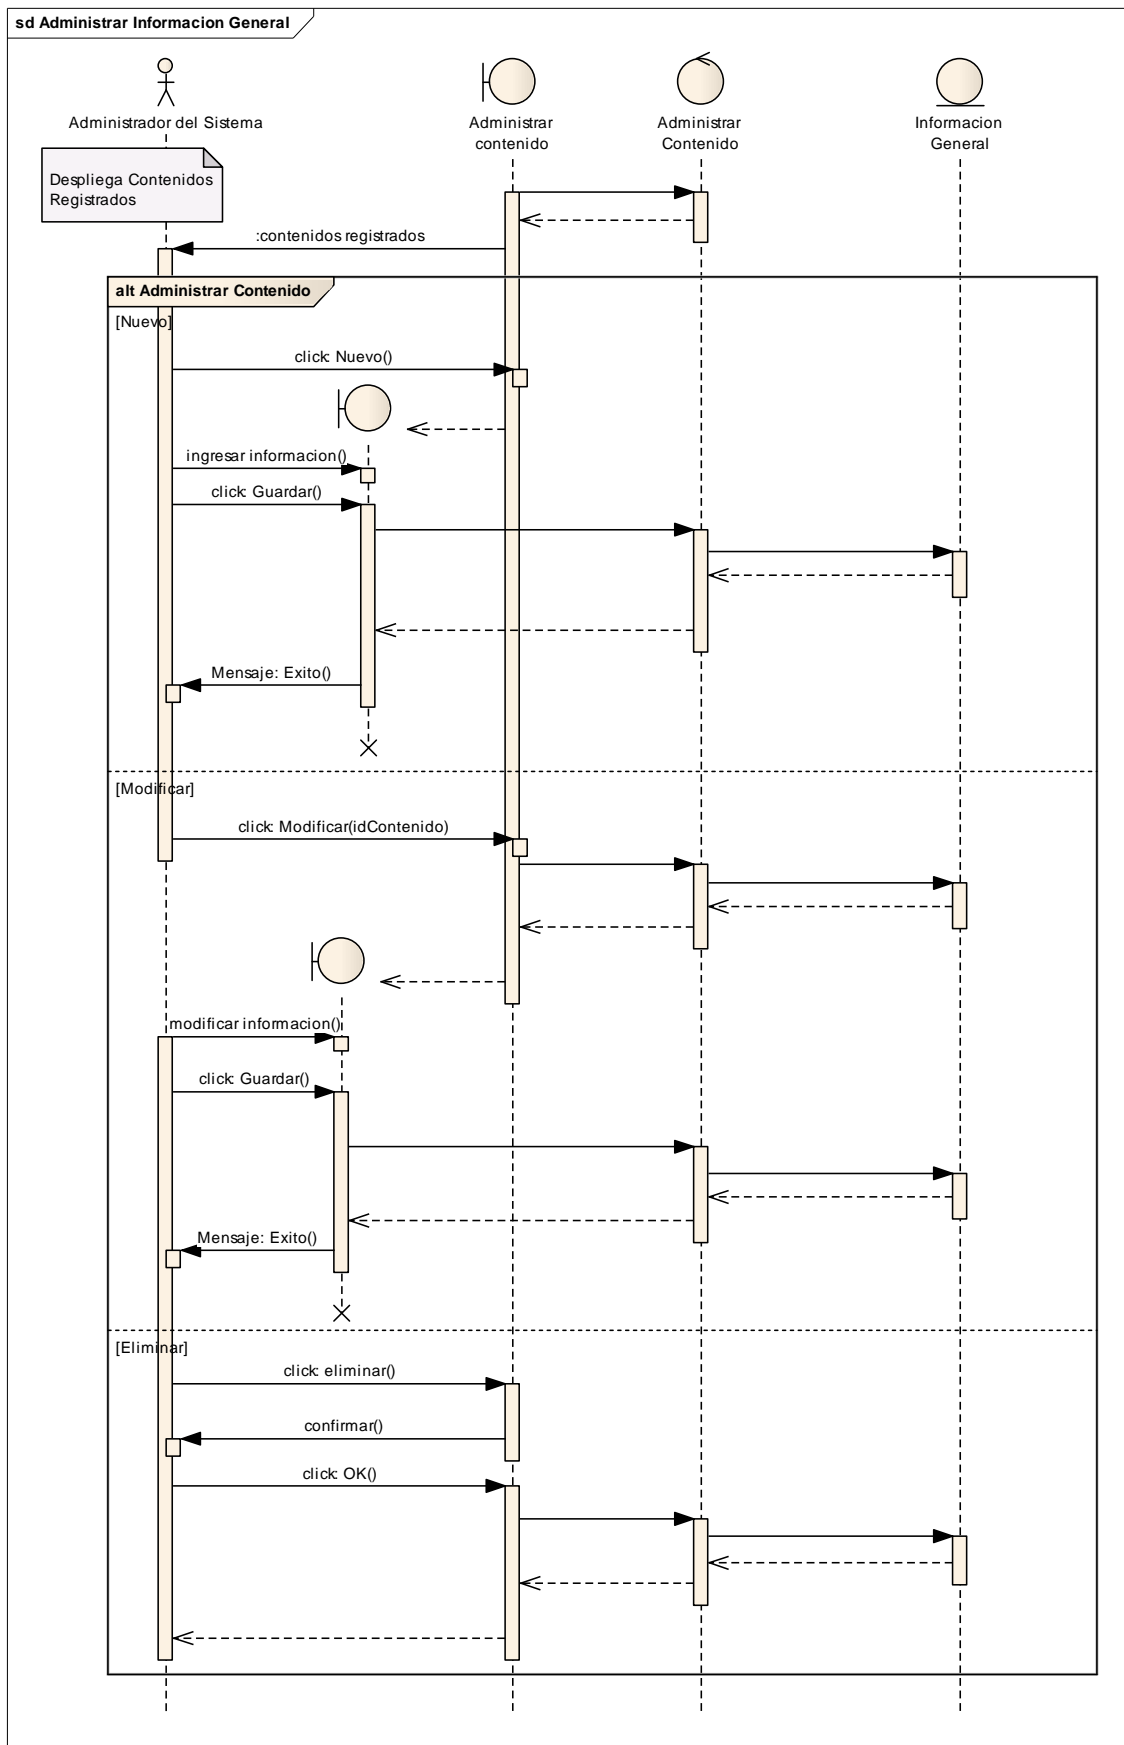 sd Administrar Informacion General
Administrador del Sistema
Administrar
contenido
Administrar
Contenido
Informacion
General
Despliega Contenidos
Registrados
:contenidos registrados
alt Administrar Contenido
[Nuevo]
click: Nuevo()
ingresar informacion()
click: Guardar()
Mensaje: Exito()
[Modificar]
click: Modificar(idContenido)
modificar informacion()
click: Guardar()
Mensaje: Exito()
[Eliminar]
click: eliminar()
confirmar()
click: OK()